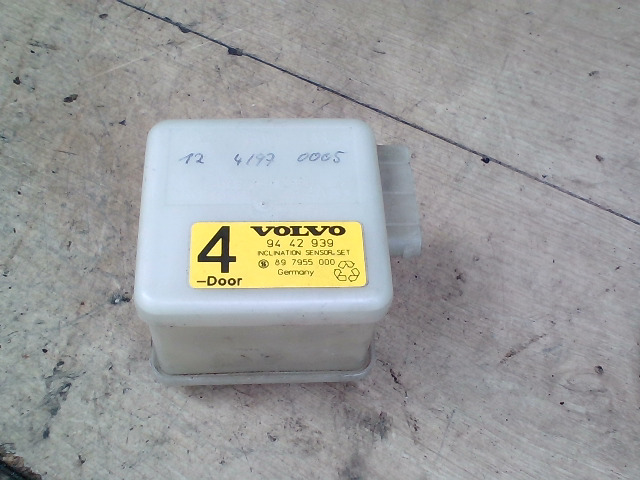 12 4197 0005
VOLVO
94 42 939
INCLINATION SENSOR, SET
89 7955 000
Germany
4
-Door